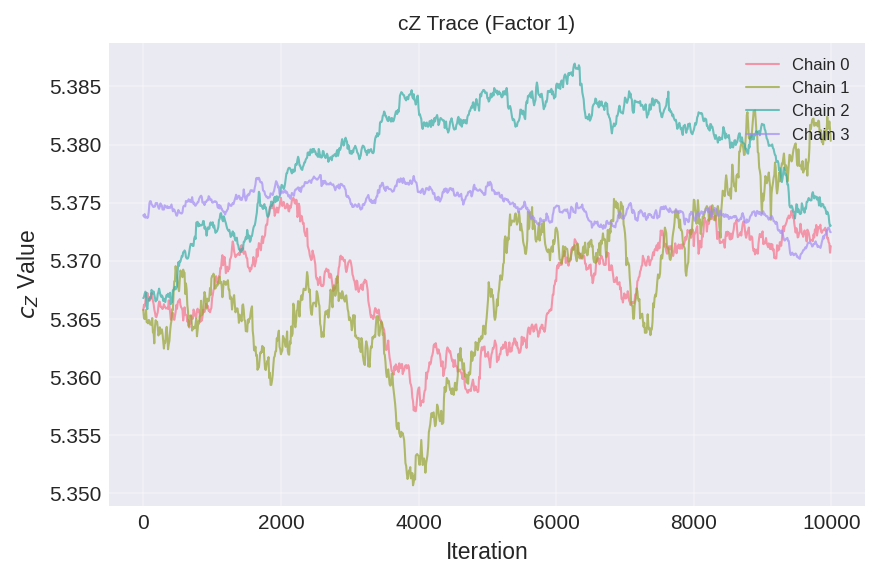 cZ Trace (Factor 1)
Chain 0
Chain 1
Chain 2
Chain 3
5.385
5.380
5.375
5.370
5.365
5.360
5.355
5.350
c_Z Value
0 2000 4000 6000 8000 10000
Iteration